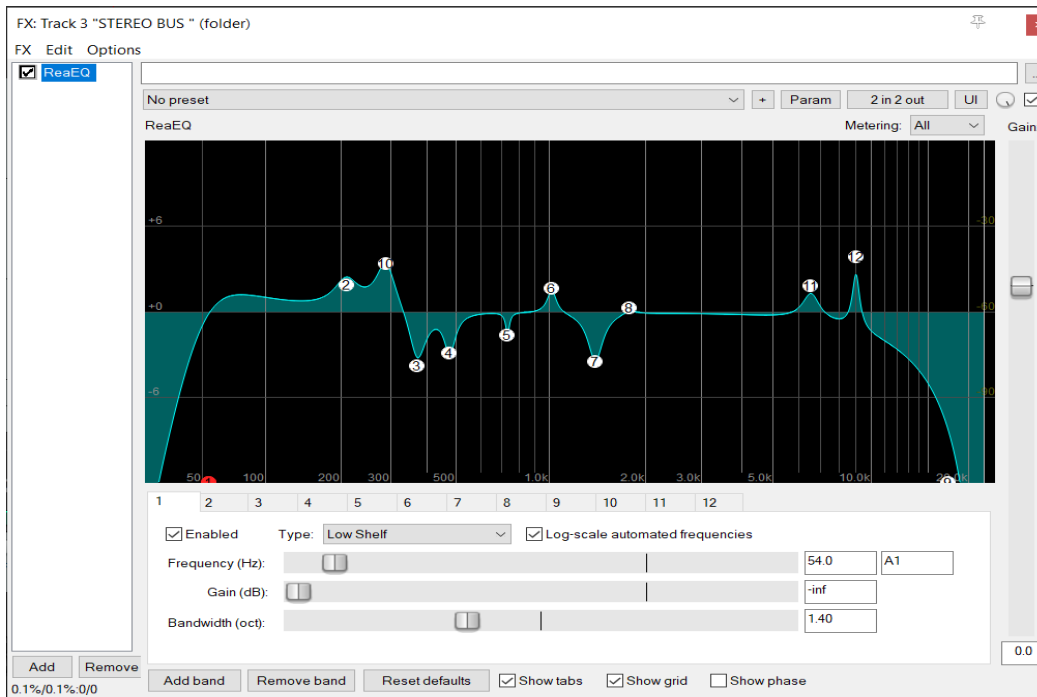 FX: Track 3 "STEREO BUS " (folder)
FX Edit Options
ReaEQ
...
No preset
+ Param 2 in 2 out UI
ReaEQ Metering: All Gain
+6 -30
+0 -60
-6 -90
1 2 3 4 5 6 7 8 9 10 11 12
50 100 200 300 500 1.0k 2.0k 3.0k 5.0k 10.0k 20.0k
1 2 3 4 5 6 7 8 9 10 11 12
Enabled Type: Low Shelf Log-scale automated frequencies
Frequency (Hz): 54.0 A1
Gain (dB): -inf
Bandwidth (oct): 1.40
0.0
Add Remove
Add band Remove band Reset defaults Show tabs Show grid Show phase
0.1%/0.1%:0/0